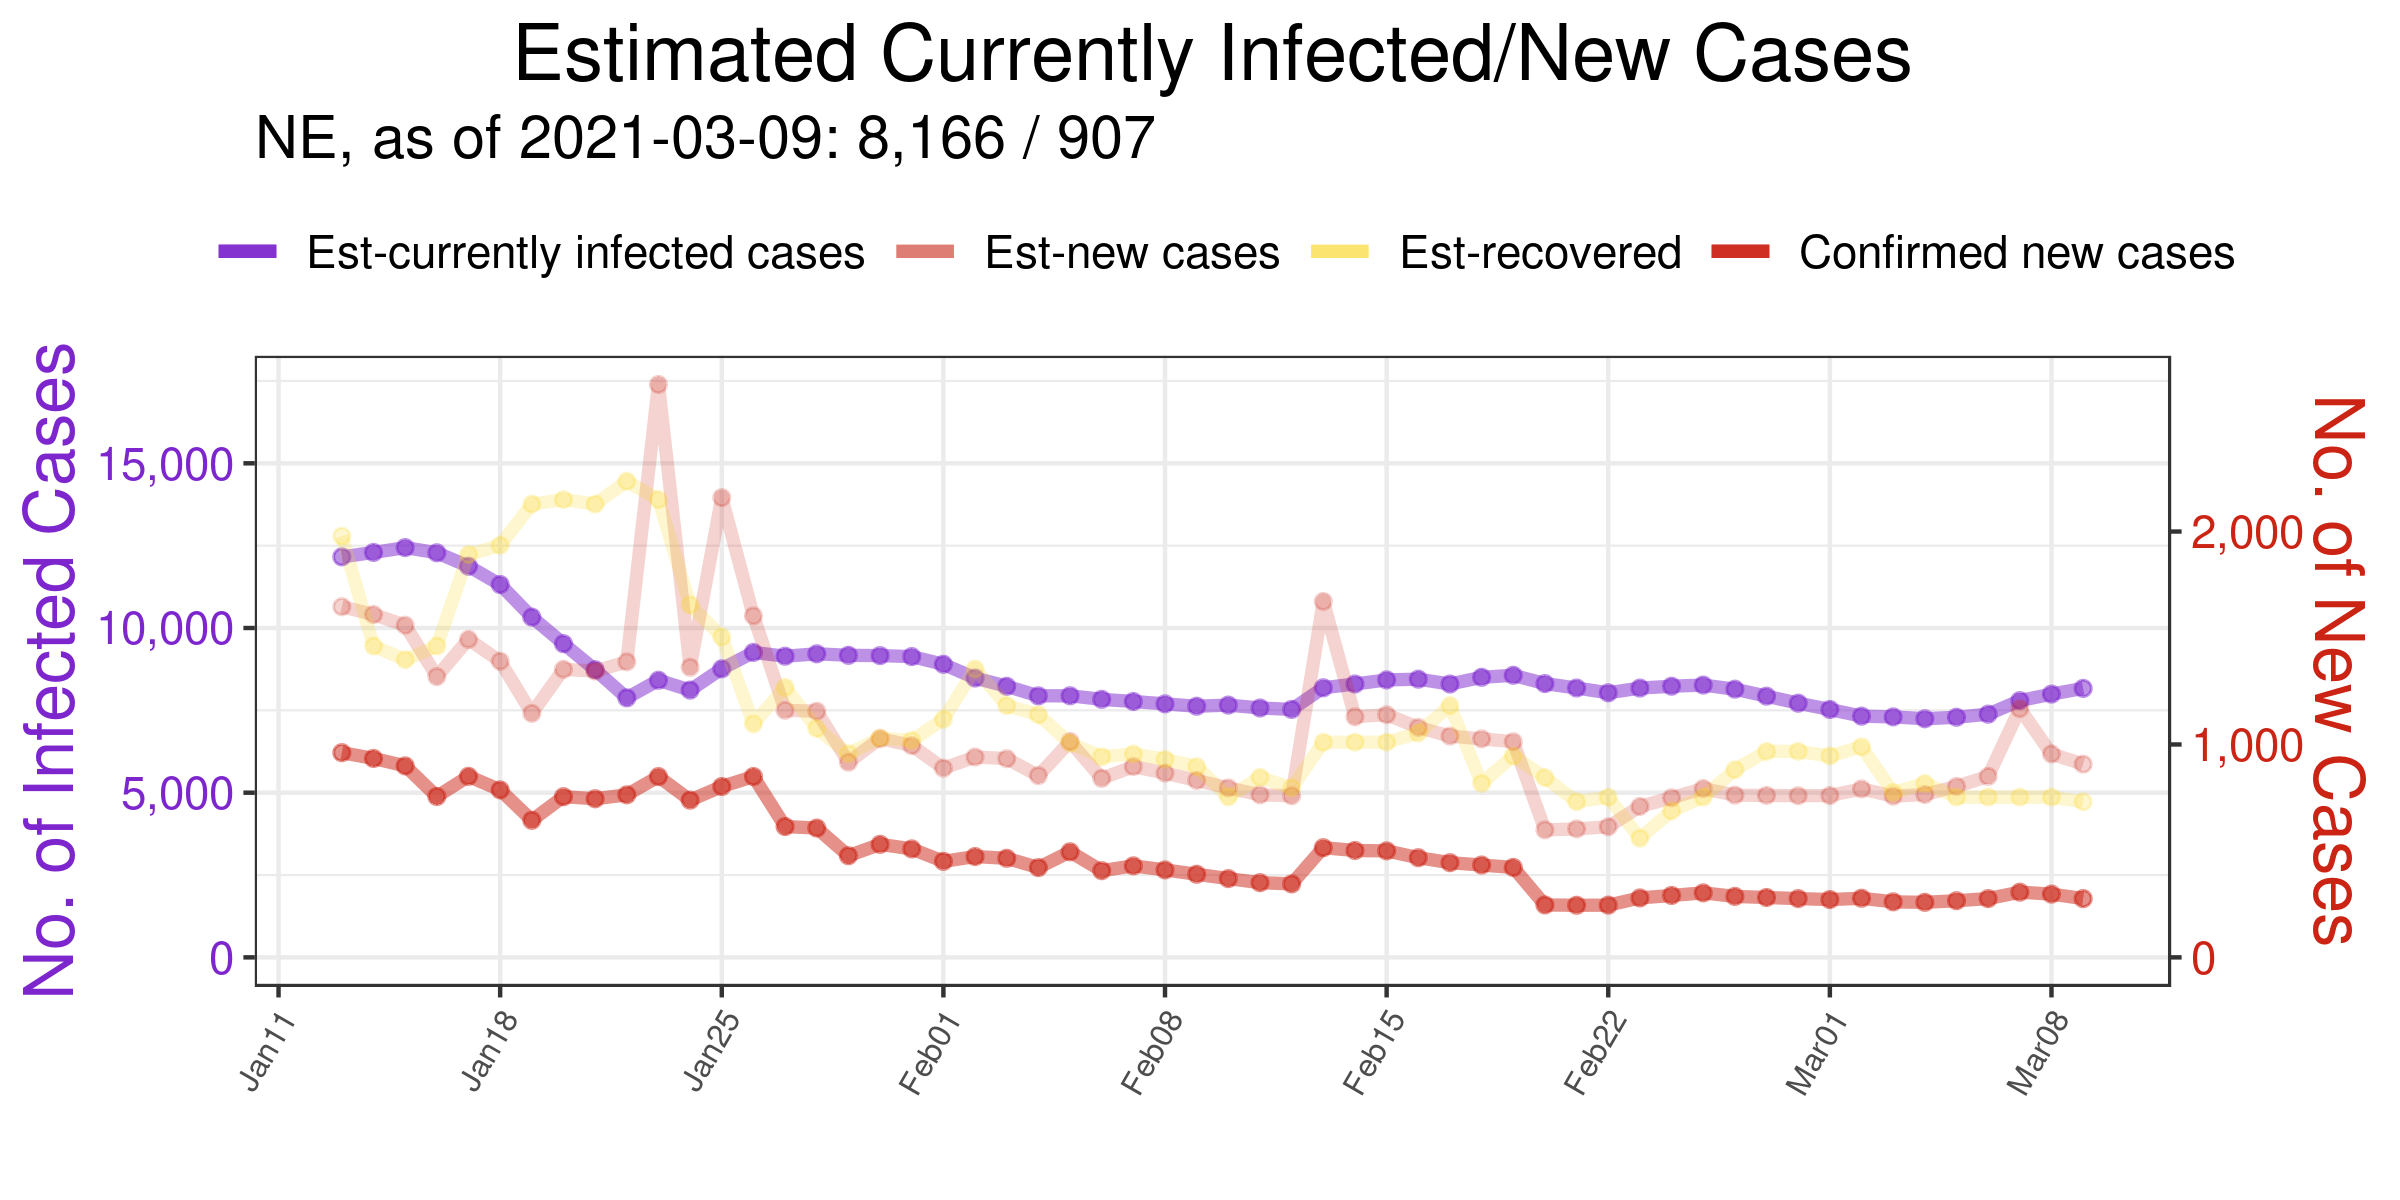 Estimated Currently Infected/New Cases
NE, as of 2021-03-09: 8,166 / 907
Est-currently infected cases Est-new cases Est-recovered Confirmed new cases
No. of Infected Cases
15,000
10,000
5,000
0
2,000
1,000
0
No. of New Cases
Jan11 Jan18 Jan25 Feb01 Feb08 Feb15 Feb22 Mar01 Mar08